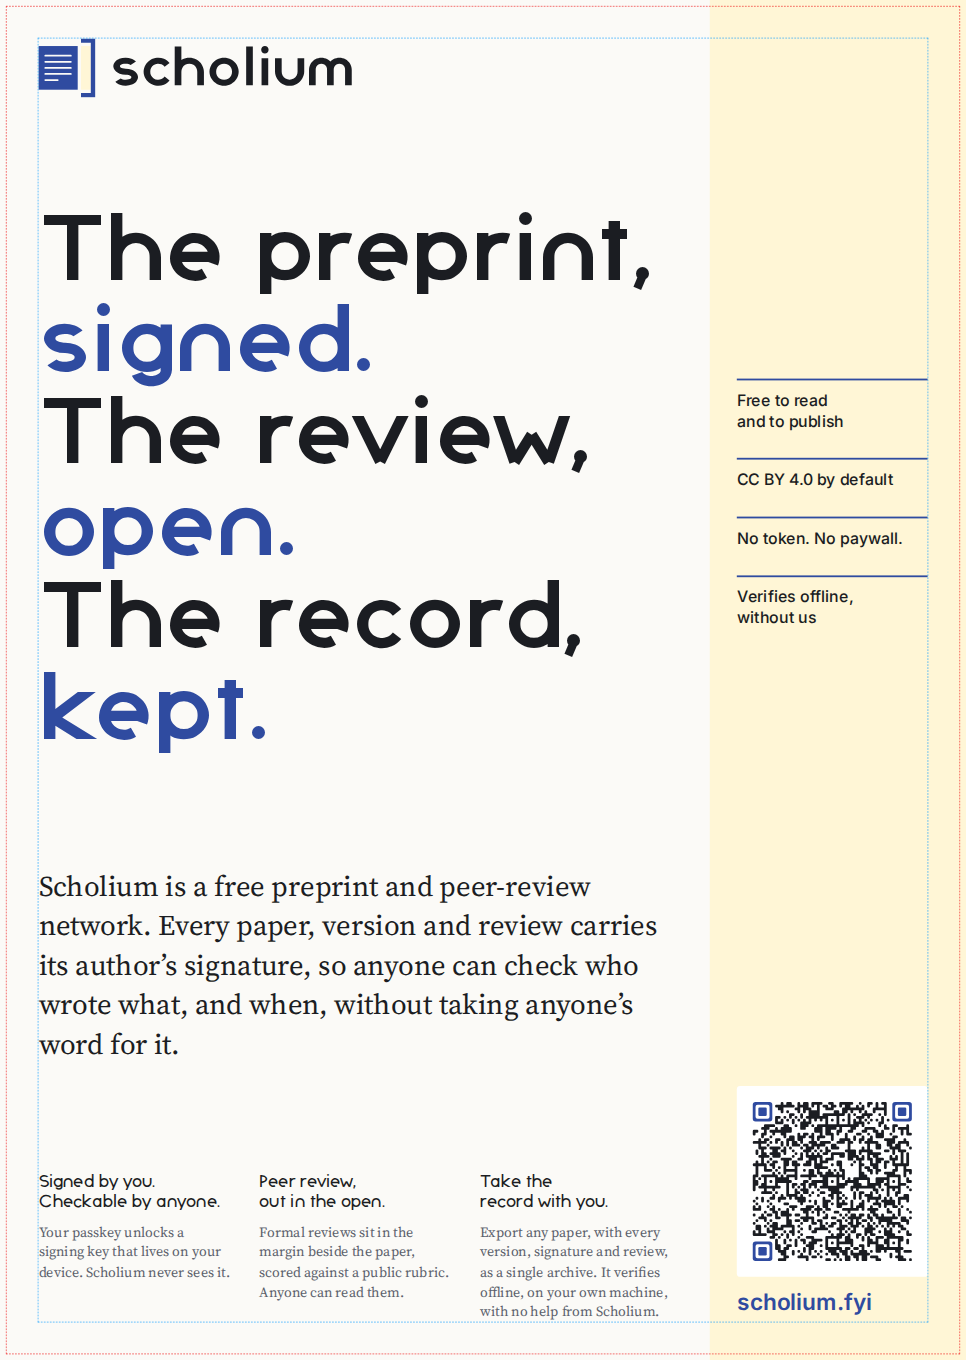 scholium
The preprint,
signed.
The review,
open.
The record,
kept.
Free to read
and to publish
CC BY 4.0 by default
No token. No paywall.
Verifies offline,
without us
Scholium is a free preprint and peer-review
network. Every paper, version and review carries
its author’s signature, so anyone can check who
wrote what, and when, without taking anyone’s
word for it.
Signed by you.
Checkable by anyone.
Your passkey unlocks a
signing key that lives on your
device. Scholium never sees it.
Peer review,
out in the open.
Formal reviews sit in the
margin beside the paper,
scored against a public rubric.
Anyone can read them.
Take the
record with you.
Export any paper, with every
version, signature and review,
as a single archive. It verifies
offline, on your own machine,
with no help from Scholium.
scholium.fyi